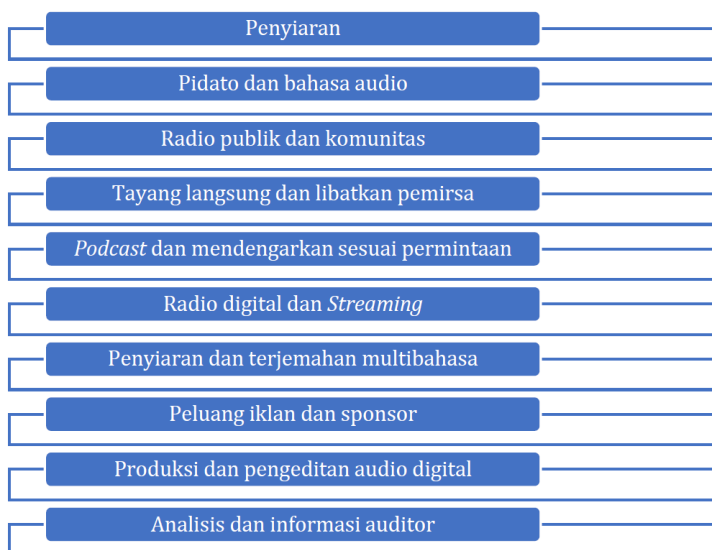 Penyiaran
Pidato dan bahasa audio
Radio publik dan komunitas
Tayang langsung dan libatkan pemirsa
Podcast dan mendengarkan sesuai permintaan
Radio digital dan Streaming
Penyiaran dan terjemahan multibahasa
Peluang iklan dan sponsor
Produksi dan pengeditan audio digital
Analisis dan informasi auditor